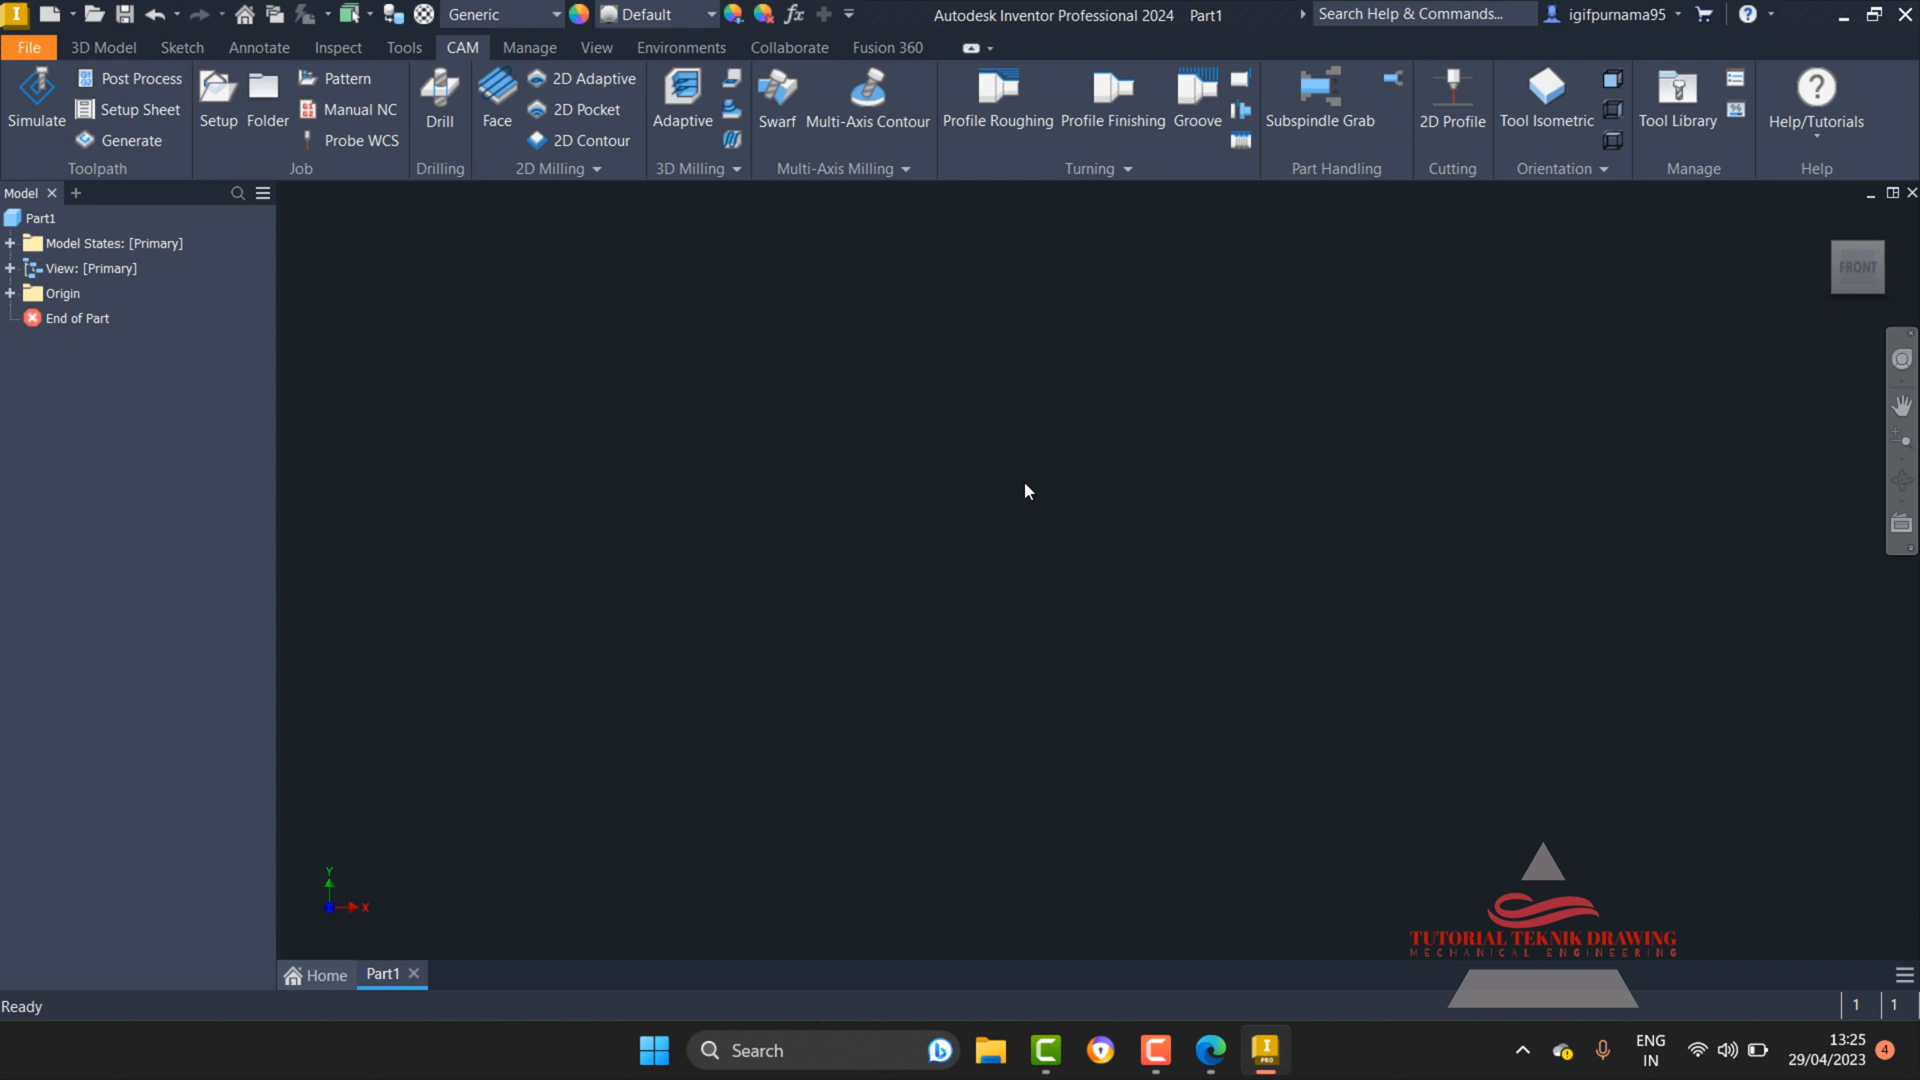 Generic
Default
Autodesk Inventor Professional 2024 Part1
Search Help & Commands...
igifpurnama95
File 3D Model Sketch Annotate Inspect Tools CAM Manage View Environments Collaborate Fusion 360
Simulate
Post Process
Setup Sheet
Generate
Toolpath
Setup
Folder
Pattern
Manual NC
Probe WCS
Job
Drill
Drilling
Face
2D Adaptive
2D Pocket
2D Contour
2D Milling
Adaptive
3D Milling
Swarf
Multi-Axis Contour
Multi-Axis Milling
Profile Roughing
Profile Finishing
Groove
Turning
Subspindle Grab
Part Handling
2D Profile
Cutting
Tool Isometric
Orientation
Tool Library
Manage
Help/Tutorials
Help
Model
Part1
Model States: [Primary]
View: [Primary]
Origin
End of Part
FRONT
Y
X
TUTORIAL TEKNIK DRAWING
MECHANICAL ENGINEERING
Home
Part1
Ready
1 1
Search
PRO
ENG
IN
13:25
29/04/2023
4